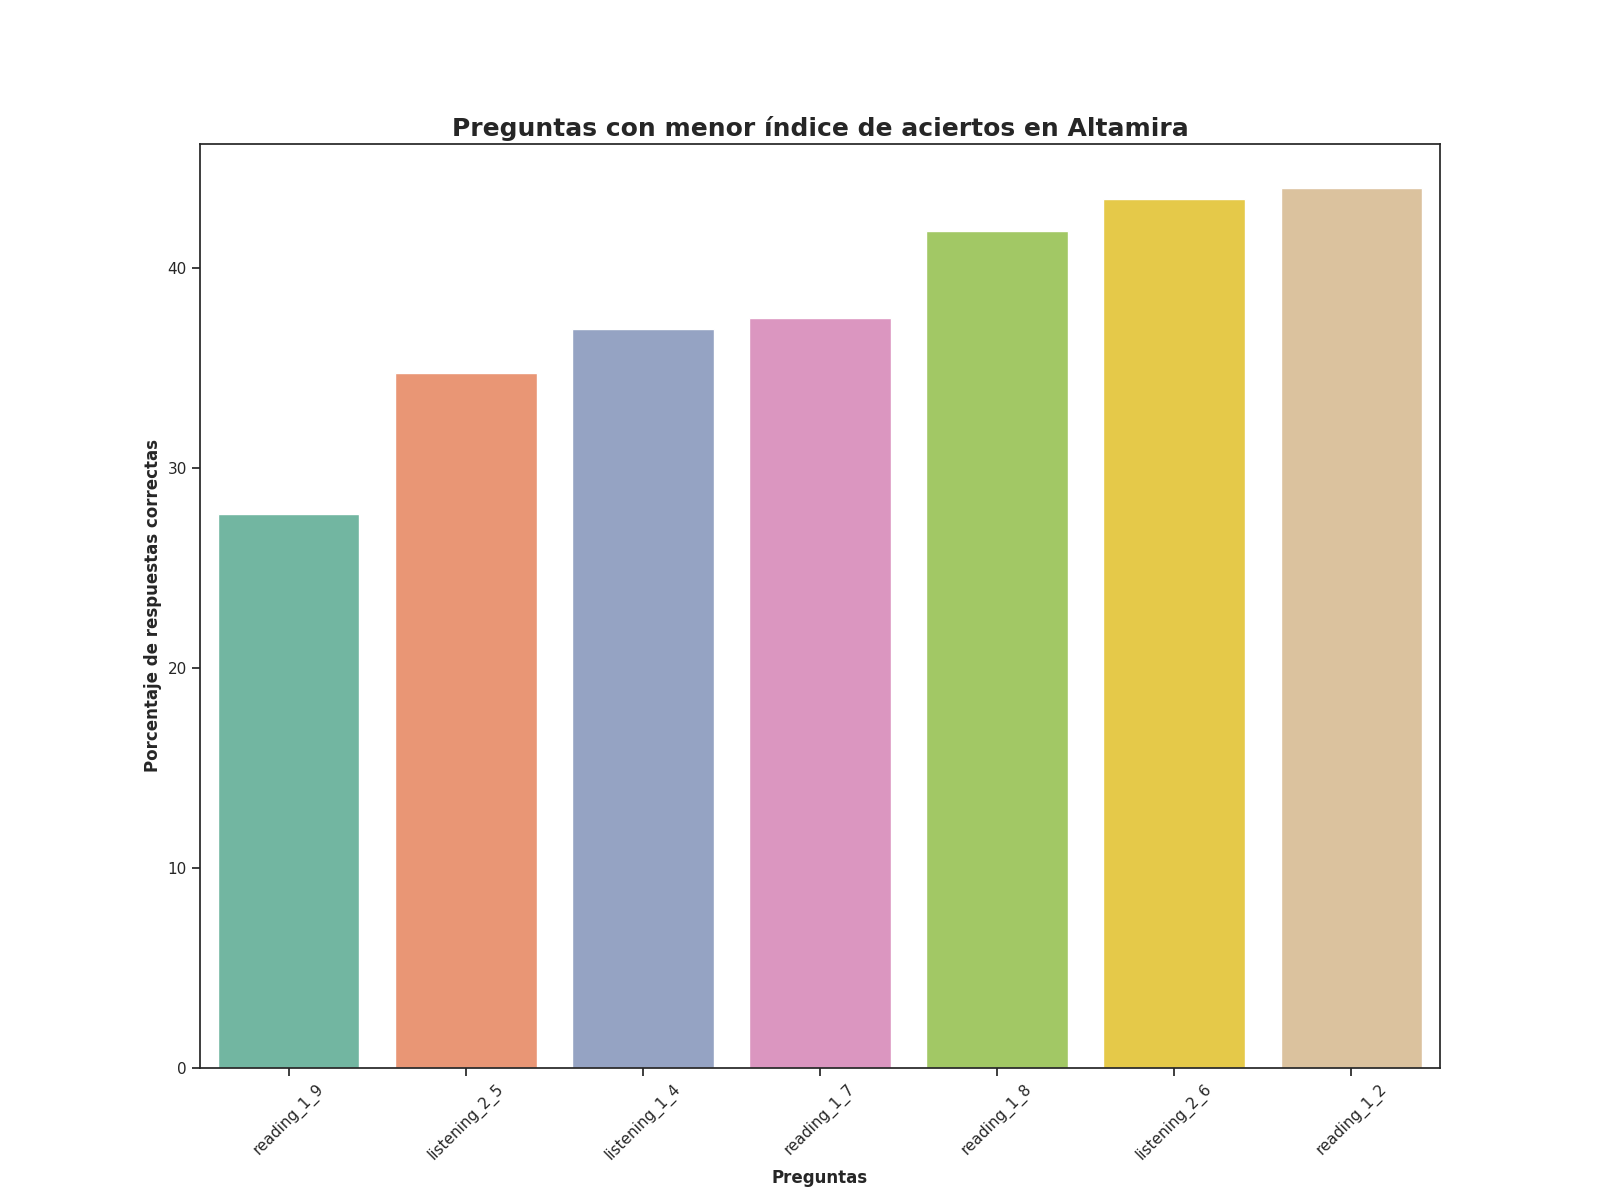 Preguntas con menor índice de aciertos en Altamira
Porcentaje de respuestas correctas
40
30
20
10
0
reading_1_9
listening_2_5
listening_1_4
reading_1_7
reading_1_8
listening_2_6
reading_1_2
Preguntas